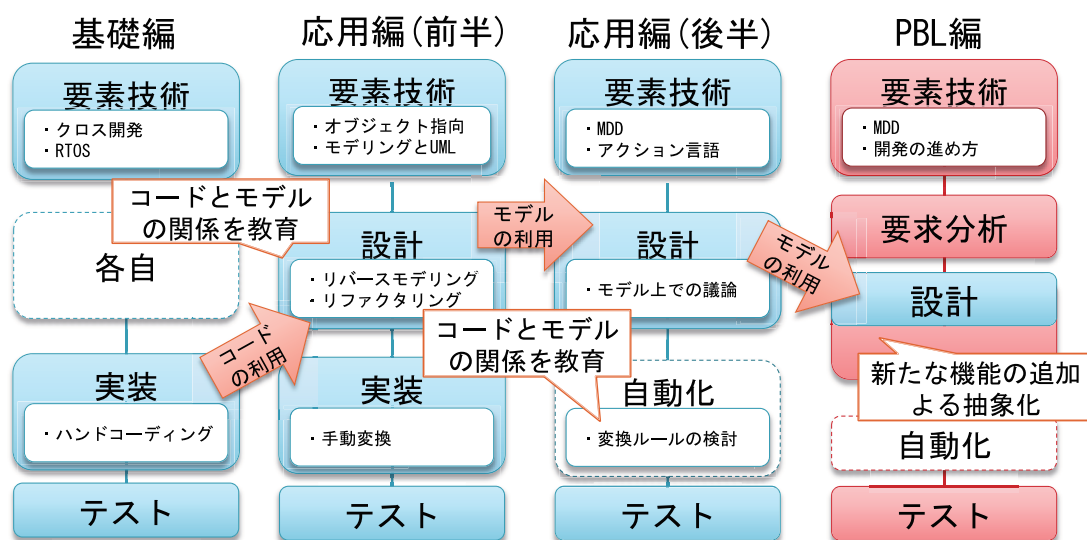 基礎編
要素技術
・クロス開発
・RTOS
各自
実装
・ハンドコーディング
テスト
コードとモデル
の関係を教育
コード
の利用
応用編(前半)
要素技術
・オブジェクト指向
・モデリングとUML
設計
・リバースモデリング
・リファクタリング
実装
・手動変換
テスト
モデル
の利用
コードとモデル
の関係を教育
応用編(後半)
要素技術
・MDD
・アクション言語
設計
・モデル上での議論
自動化
・変換ルールの検討
テスト
モデル
の利用
PBL編
要素技術
・MDD
・開発の進め方
要求分析
設計
新たな機能の追加
による抽象化
自動化
テスト